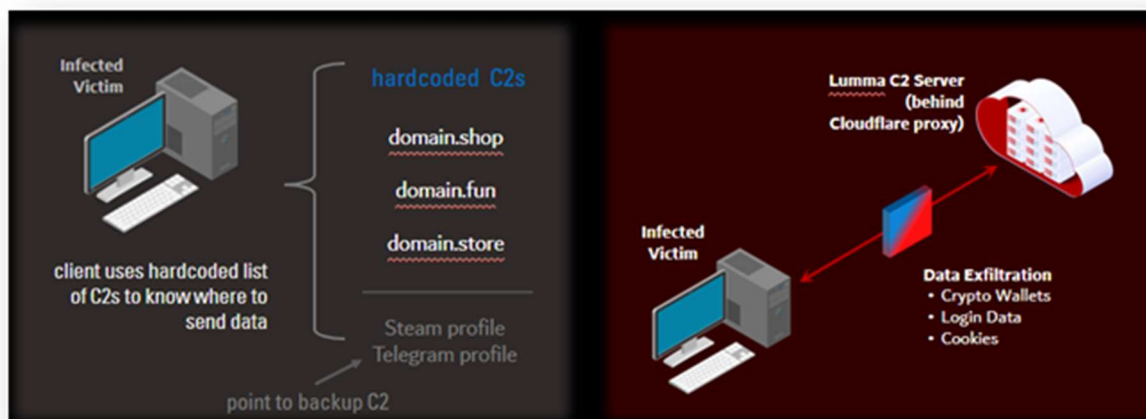 Infected
Victim
hardcoded C2s
domain.shop
domain.fun
domain.store
client uses hardcoded list
of C2s to know where to
send data
Steam profile
Telegram profile
point to backup C2
Lumma C2 Server
(behind
Cloudflare proxy)
Infected
Victim
Data Exfiltration
• Crypto Wallets
• Login Data
• Cookies